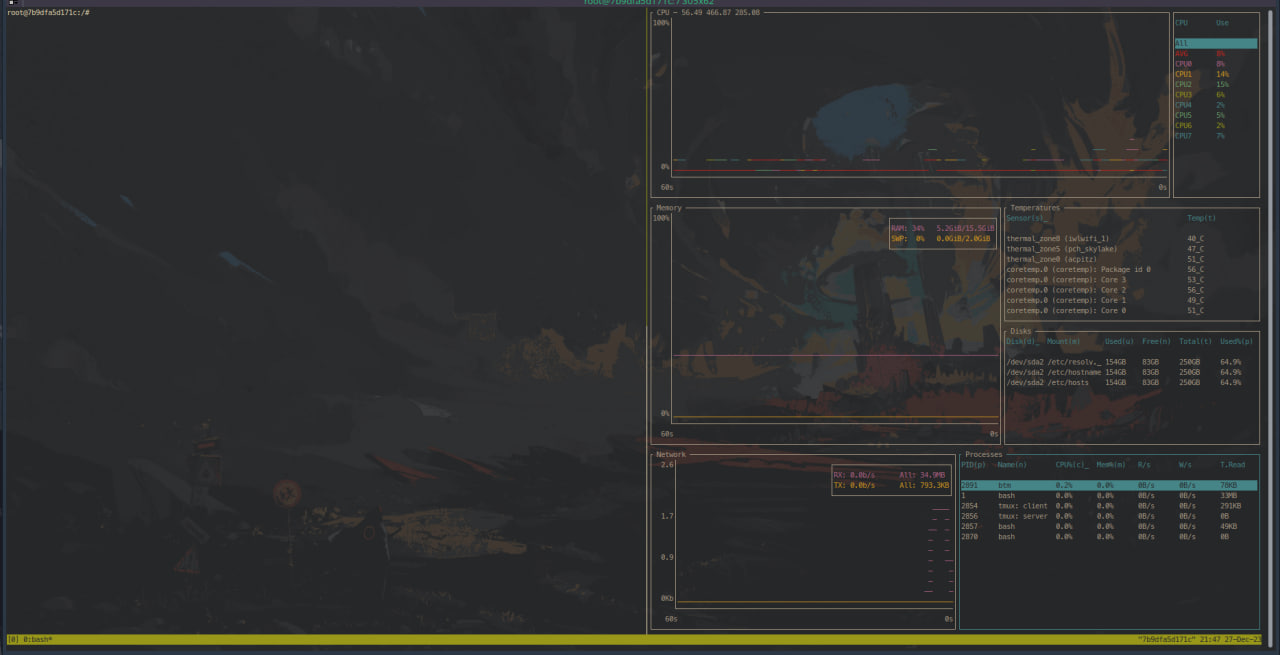 root@7b9dfa5d171c:/ 305x62
root@7b9dfa5d171c:/#
CPU — 56.49 466.87 285.08
100%
0%
60s 0s
CPU Use
All
AVG 8%
CPU0 8%
CPU1 14%
CPU2 15%
CPU3 6%
CPU4 2%
CPU5 5%
CPU6 2%
CPU7 7%
Memory
100%
RAM: 34% 5.2GiB/15.5GiB
SWP: 0% 0.0GiB/2.0GiB
0%
60s 0s
Temperatures
Sensor(s)_ Temp(t)
thermal_zone8 (iwlwifi_1) 40_C
thermal_zone5 (pch_skylake) 47_C
thermal_zone0 (acpitz) 51_C
coretemp.0 (coretemp): Package id 0 56_C
coretemp.0 (coretemp): Core 3 53_C
coretemp.0 (coretemp): Core 2 56_C
coretemp.0 (coretemp): Core 1 49_C
coretemp.0 (coretemp): Core 0 51_C
Disks
Disk(d)_ Mount(m) Used(u) Free(n) Total(t) Used%(p)
/dev/sda2 /etc/resolv._ 154GB 83GB 250GB 64.9%
/dev/sda2 /etc/hostname 154GB 83GB 250GB 64.9%
/dev/sda2 /etc/hosts 154GB 83GB 250GB 64.9%
Network
2.6
RX: 0.0b/s All: 34.9MB
TX: 0.0b/s All: 793.3KB
1.7
0.9
0Kb
60s 0s
Processes
PID(p) Name(n) CPU%(c)_ Mem%(m) R/s W/s T.Read
2891 btm 0.2% 0.0% 0B/s 0B/s 78KB
1 bash 0.0% 0.0% 0B/s 0B/s 33MB
2854 tmux: client 0.0% 0.0% 0B/s 0B/s 291KB
2856 tmux: server 0.0% 0.0% 0B/s 0B/s 0B
2857 bash 0.0% 0.0% 0B/s 0B/s 49KB
2870 bash 0.0% 0.0% 0B/s 0B/s 0B
[0] 0:bash* "7b9dfa5d171c" 21:47 27-Dec-23